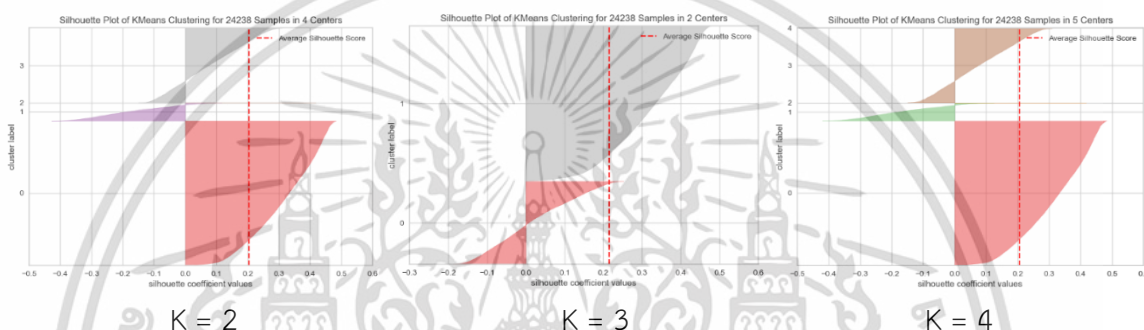 Silhouette Plot of KMeans Clustering for 24238 Samples in 4 Centers
Average Silhouette Score
3
2
1
0
cluster label
-0.5 -0.4 -0.3 -0.2 -0.1 0.0 0.1 0.2 0.3 0.4 0.5 0.6
silhouette coefficient values
K = 2
Silhouette Plot of KMeans Clustering for 24238 Samples in 2 Centers
Average Silhouette Score
1
0
cluster label
-0.3 -0.2 -0.1 0.0 0.1 0.2 0.3 0.4 0.5 0.6
silhouette coefficient values
K = 3
Silhouette Plot of KMeans Clustering for 24238 Samples in 5 Centers
Average Silhouette Score
4
3
2
1
0
cluster label
-0.5 -0.4 -0.3 -0.2 -0.1 0.0 0.1 0.2 0.3 0.4 0.5
silhouette coefficient values
K = 4